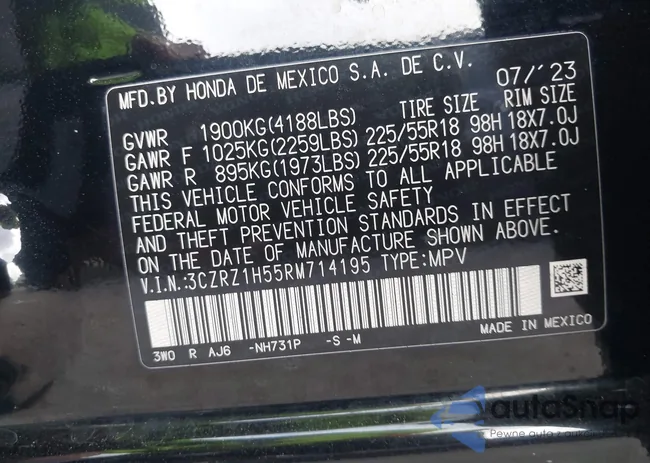 MFD.BY HONDA DE MEXICO S.A. DE C.V. 07/'23
TIRE SIZE RIM SIZE
GVWR 1900KG(4188LBS)
GAWR F 1025KG(2259LBS) 225/55R18 98H 18X7.0J
GAWR R 895KG(1973LBS) 225/55R18 98H 18X7.0J
THIS VEHICLE CONFORMS TO ALL APPLICABLE
FEDERAL MOTOR VEHICLE SAFETY
AND THEFT PREVENTION STANDARDS IN EFFECT
ON THE DATE OF MANUFACTURE SHOWN ABOVE.
V.I.N.:3CZRZ1H55RM714195 TYPE:MPV
3W0 R AJ6 -NH731P -S -M
MADE IN MEXICO
autoSnap
Pewne auto z